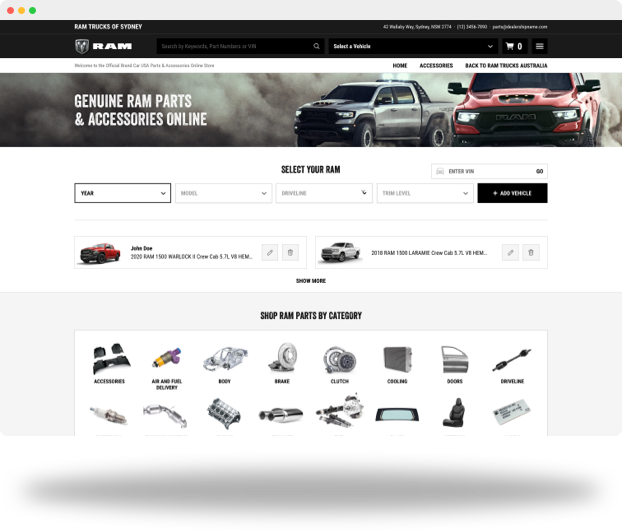 RAM TRUCKS OF SYDNEY
42 Wallaby Way, Sydney, NSW 2774
(12) 3456-7890
parts@dealershipname.com
RAM
Search by Keywords, Part Numbers or VIN
Select a Vehicle
0
Welcome to the Official Brand Car USA Parts & Accessories Online Store
HOME
ACCESSORIES
BACK TO RAM TRUCKS AUSTRALIA
GENUINE RAM PARTS
& ACCESSORIES ONLINE
RAM
SELECT YOUR RAM
ENTER VIN
GO
YEAR
MODEL
DRIVELINE
TRIM LEVEL
+ ADD VEHICLE
John Doe
2020 RAM 1500 WARLOCK II Crew Cab 5.7L V8 HEM...
2018 RAM 1500 LARAMIE Crew Cab 5.7L V8 HEM...
SHOW MORE
SHOP RAM PARTS BY CATEGORY
ACCESSORIES
AIR AND FUEL
DELIVERY
BODY
BRAKE
CLUTCH
COOLING
DOORS
DRIVELINE